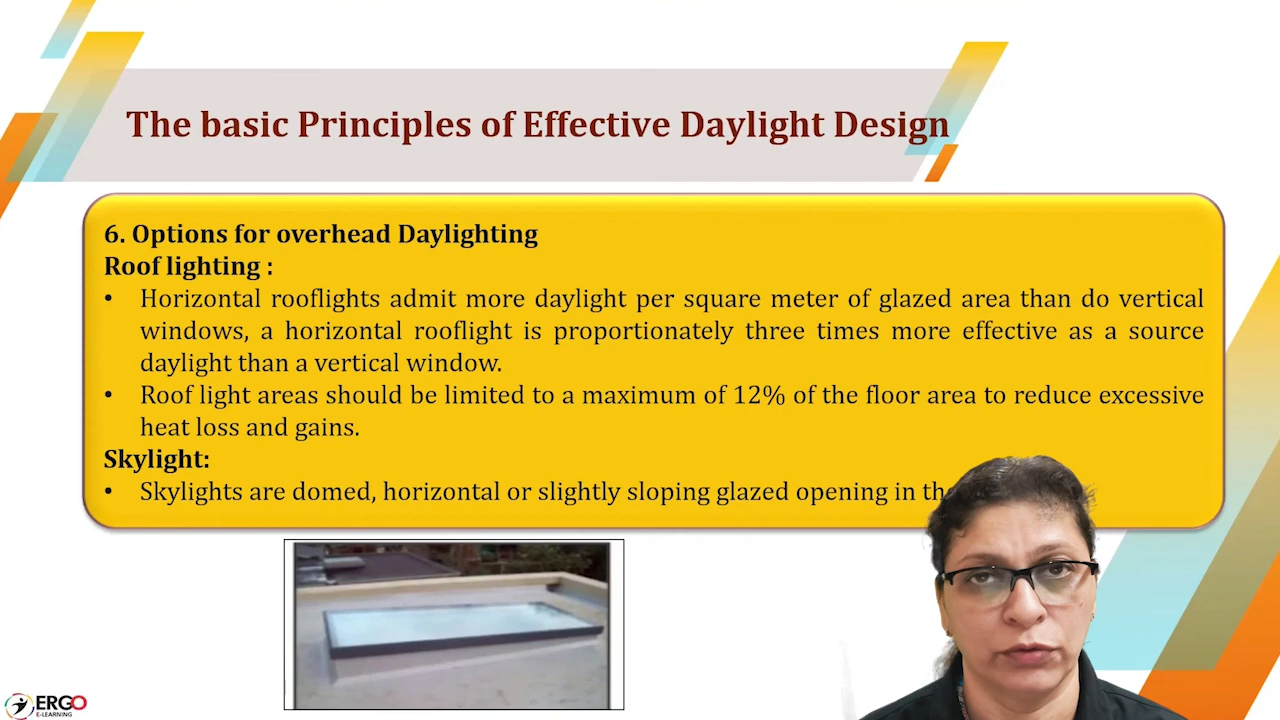 The basic Principles of Effective Daylight Design
6. Options for overhead Daylighting
Roof lighting :
• Horizontal rooflights admit more daylight per square meter of glazed area than do vertical
windows, a horizontal rooflight is proportionately three times more effective as a source
daylight than a vertical window.
• Roof light areas should be limited to a maximum of 12% of the floor area to reduce excessive
heat loss and gains.
Skylight:
• Skylights are domed, horizontal or slightly sloping glazed opening in
ERGO
E-LEARNING